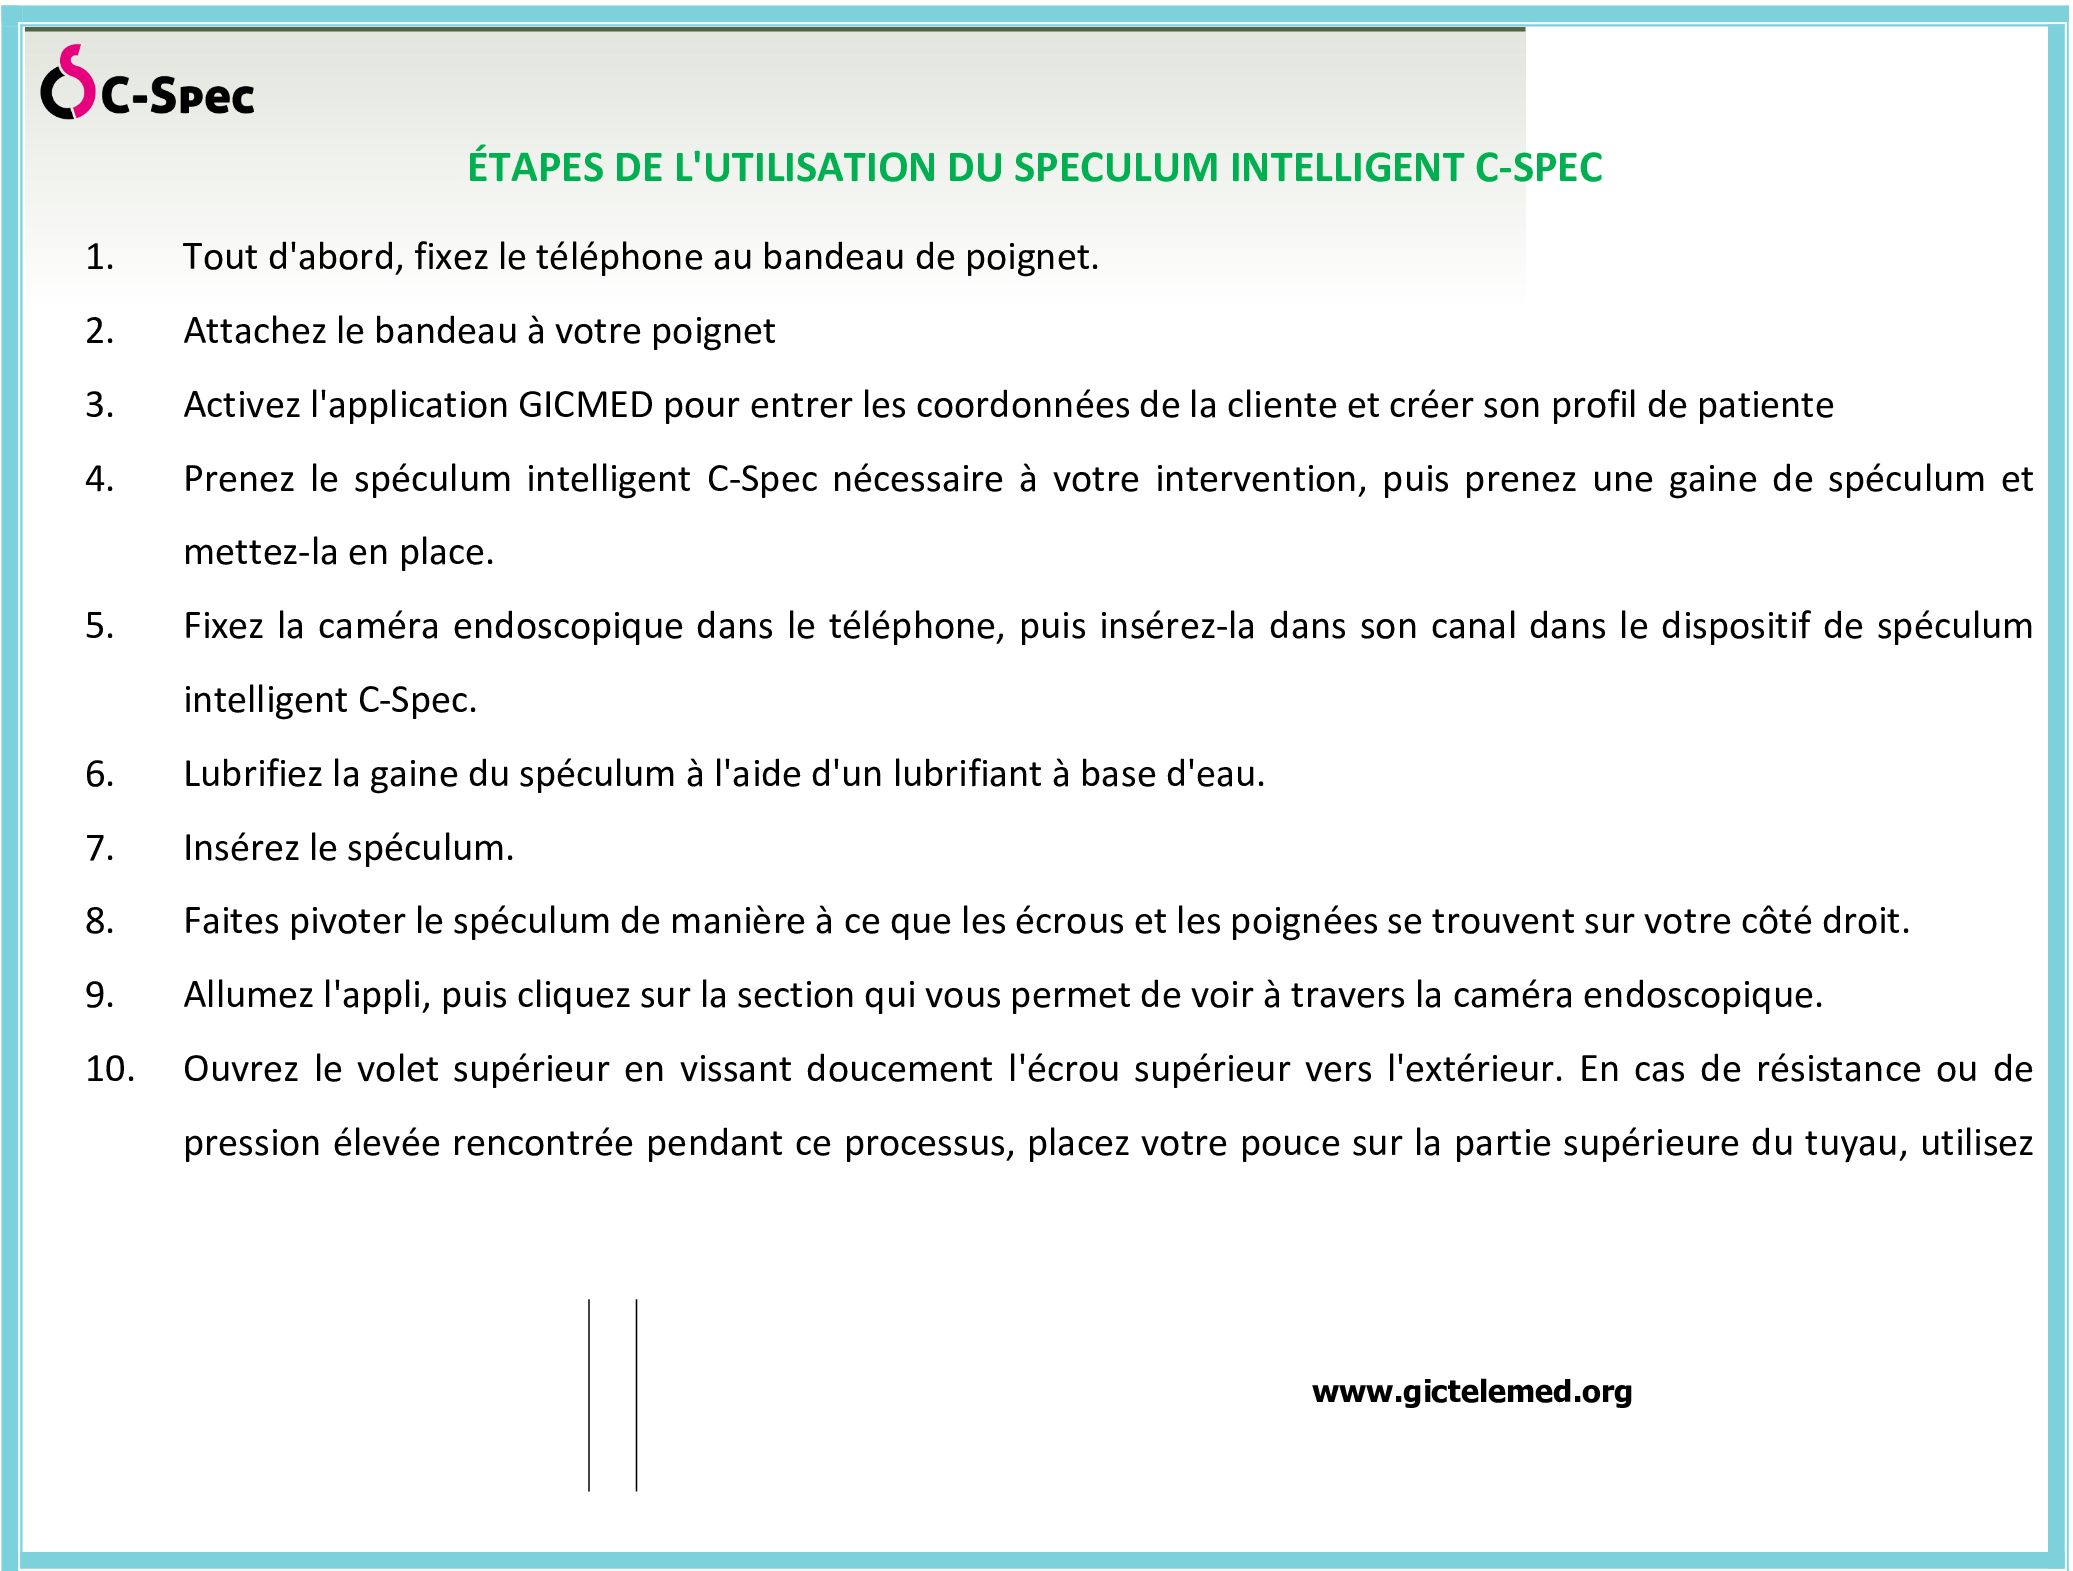 C-Spec
ÉTAPES DE L'UTILISATION DU SPECULUM INTELLIGENT C-SPEC
1. Tout d'abord, fixez le téléphone au bandeau de poignet.
2. Attachez le bandeau à votre poignet
3. Activez l'application GICMED pour entrer les coordonnées de la cliente et créer son profil de patiente
4. Prenez le spéculum intelligent C-Spec nécessaire à votre intervention, puis prenez une gaine de spéculum et
mettez-la en place.
5. Fixez la caméra endoscopique dans le téléphone, puis insérez-la dans son canal dans le dispositif de spéculum
intelligent C-Spec.
6. Lubrifiez la gaine du spéculum à l'aide d'un lubrifiant à base d'eau.
7. Insérez le spéculum.
8. Faites pivoter le spéculum de manière à ce que les écrous et les poignées se trouvent sur votre côté droit.
9. Allumez l'appli, puis cliquez sur la section qui vous permet de voir à travers la caméra endoscopique.
10. Ouvrez le volet supérieur en vissant doucement l'écrou supérieur vers l'extérieur. En cas de résistance ou de
pression élevée rencontrée pendant ce processus, placez votre pouce sur la partie supérieure du tuyau, utilisez
www.gictelemed.org